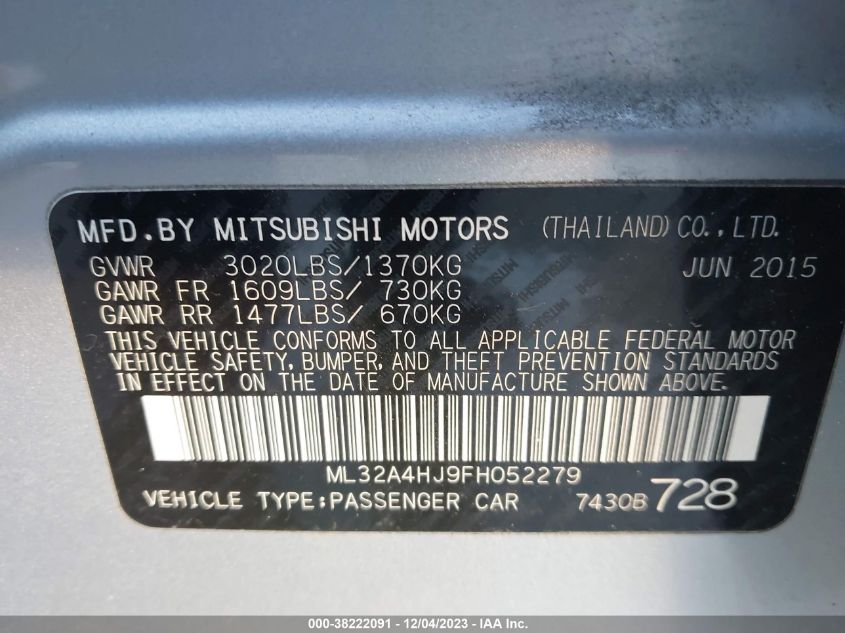 MFD.BY MITSUBISHI MOTORS (THAILAND)CO.,LTD.
GVWR 3020LBS/1370KG JUN 2015
GAWR FR 1609LBS/ 730KG
GAWR RR 1477LBS/ 670KG
THIS VEHICLE CONFORMS TO ALL APPLICABLE FEDERAL MOTOR
VEHICLE SAFETY, BUMPER, AND THEFT PREVENTION STANDARDS
IN EFFECT ON THE DATE OF MANUFACTURE SHOWN ABOVE.
ML32A4HJ9FH052279
VEHICLE TYPE:PASSENGER CAR 7430B 728
000-38222091 - 12/04/2023 - IAA Inc.